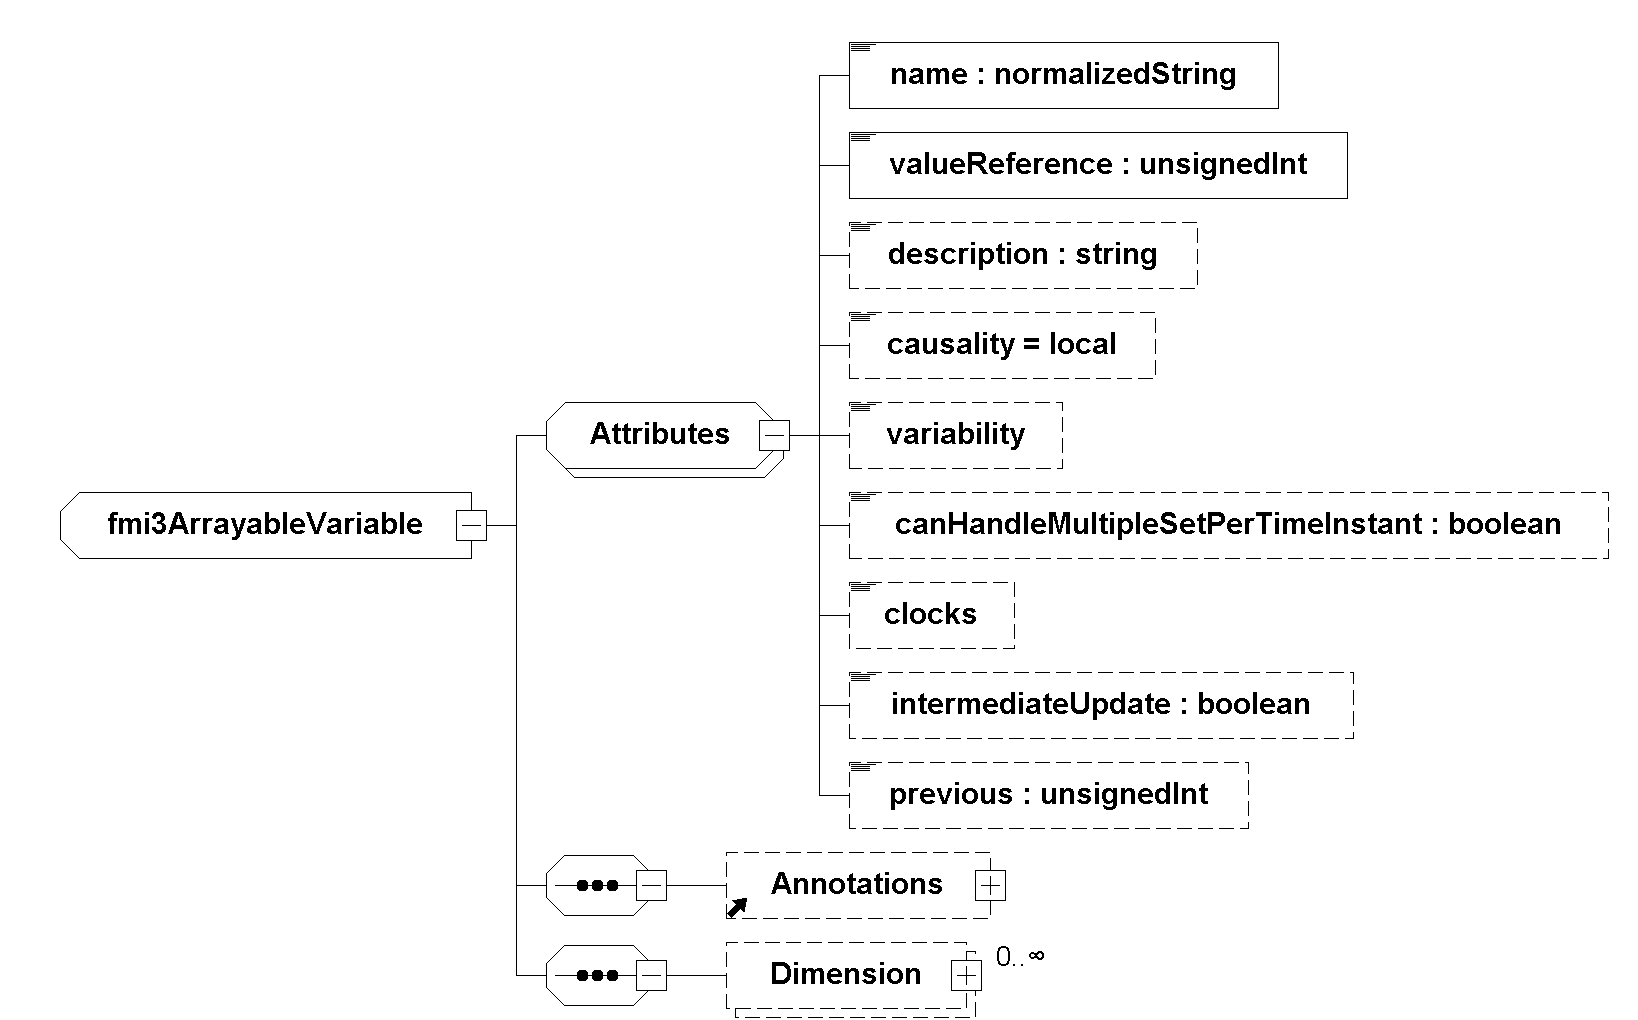 name : normalizedString
valueReference : unsignedInt
description : string
causality = local
Attributes
variability
fmi3ArrayableVariable
canHandleMultipleSetPerTimeInstant : boolean
clocks
intermediateUpdate : boolean
previous : unsignedInt
Annotations
Dimension
0..∞